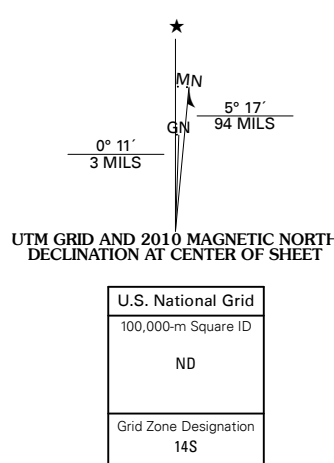 ★
MN
5° 17´
94 MILS
GN
0° 11´
3 MILS
UTM GRID AND 2010 MAGNETIC NORTH
DECLINATION AT CENTER OF SHEET
U.S. National Grid
100,000-m Square ID
ND
Grid Zone Designation
14S